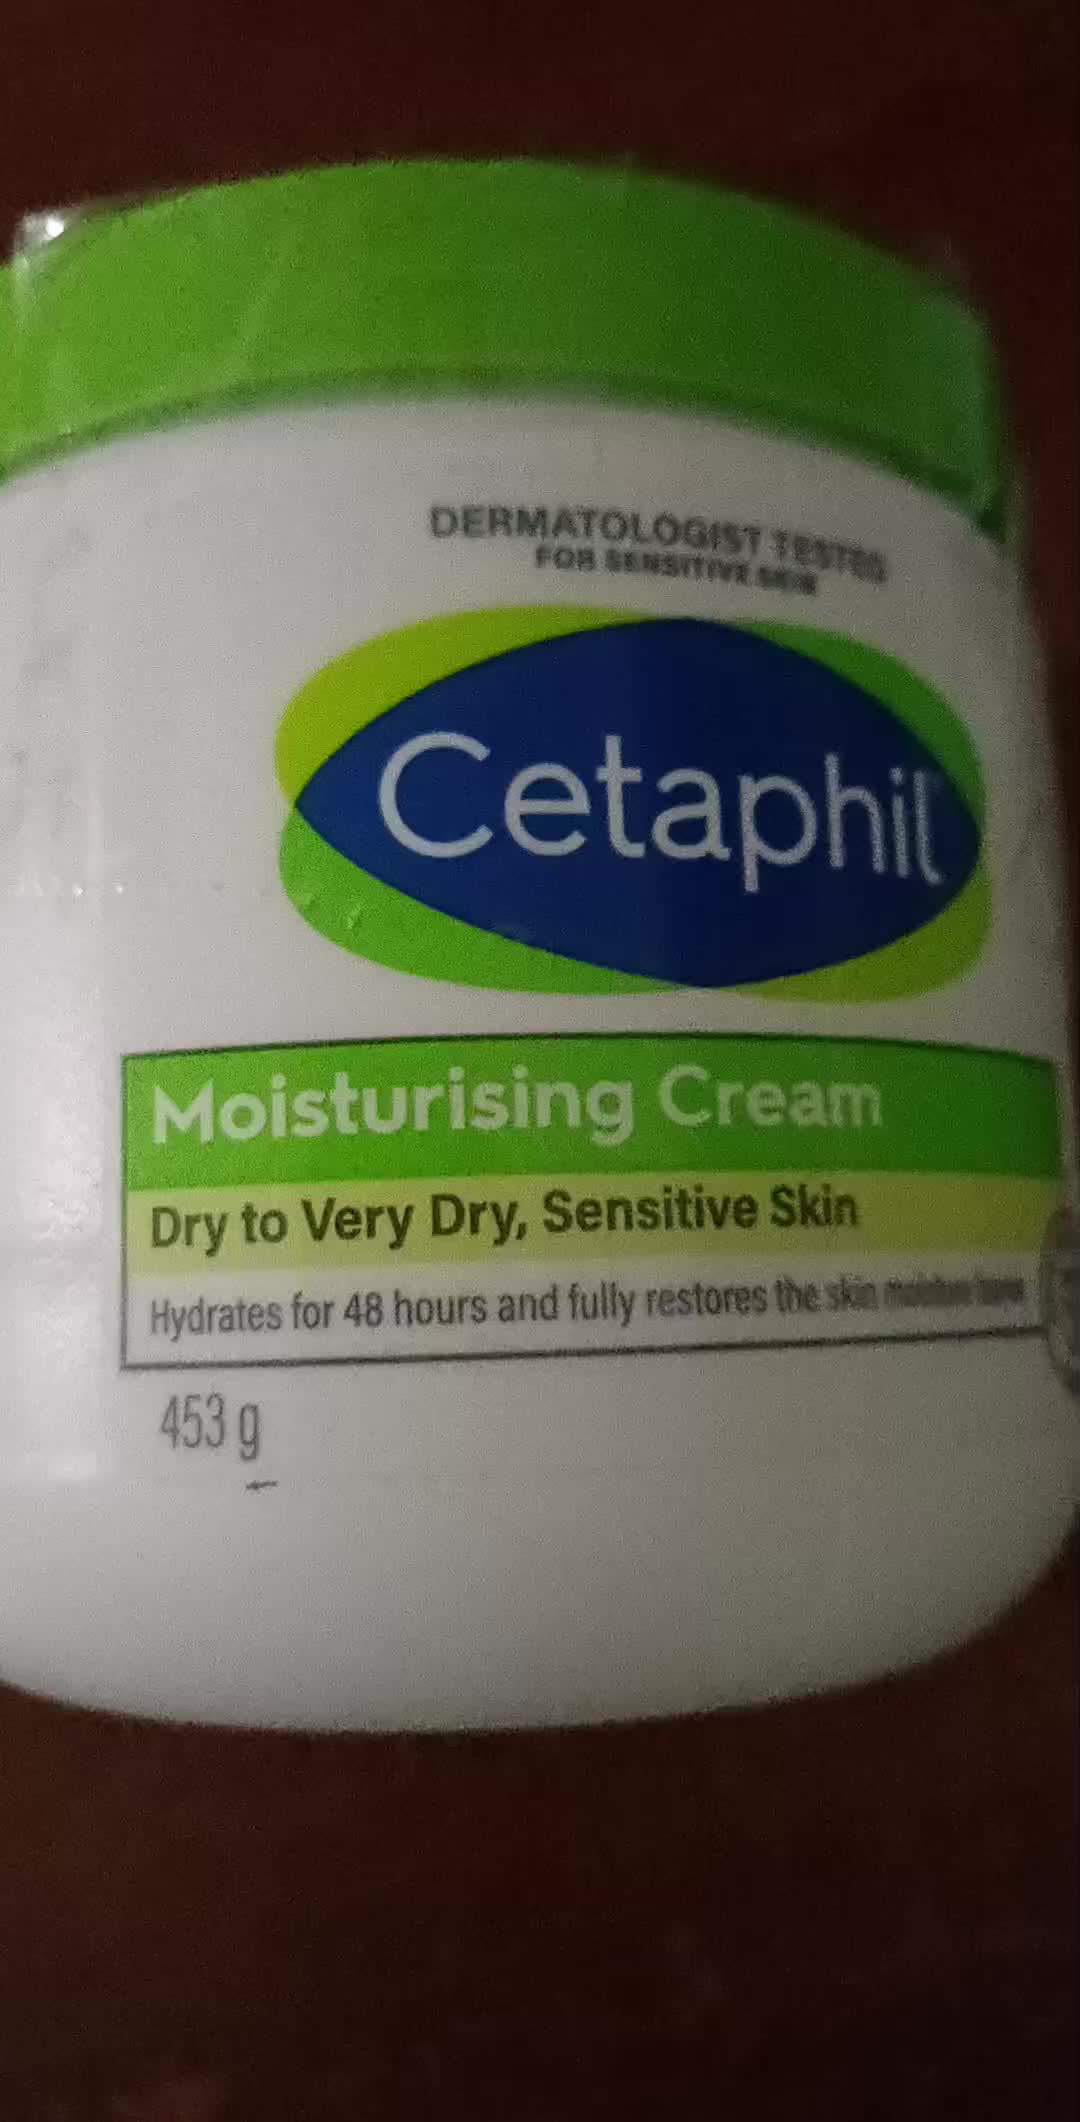 DERMATOLOGIST TESTED
FOR SENSITIVE SKIN
Cetaphil
Moisturising Cream
Dry to Very Dry, Sensitive Skin
Hydrates for 48 hours and fully restores the skin
453 g